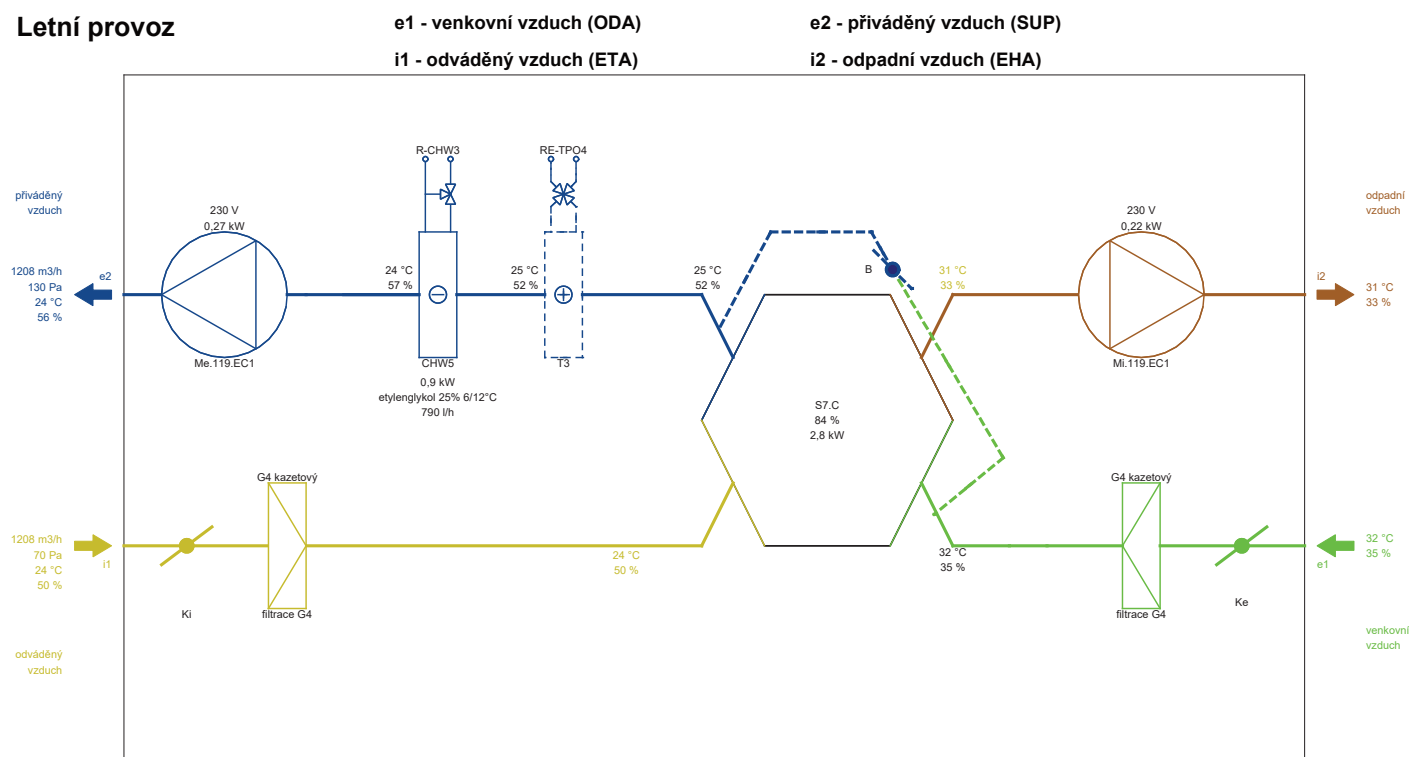 Letní provoz
e1 - venkovní vzduch (ODA)
e2 - přiváděný vzduch (SUP)
i1 - odváděný vzduch (ETA)
i2 - odpadní vzduch (EHA)
R-CHW3
RE-TPO4
přiváděný
vzduch
230 V
0,27 kW
230 V
0,22 kW
odpadní
vzduch
1208 m3/h
130 Pa
24 °C
56 %
e2
24 °C
57 %
25 °C
52 %
25 °C
52 %
B
31 °C
33 %
i2
31 °C
33 %
Me.119.EC1
CHW5
0,9 kW
etylenglykol 25% 6/12°C
790 l/h
T3
Mi.119.EC1
S7.C
84 %
2,8 kW
G4 kazetový
G4 kazetový
1208 m3/h
70 Pa
24 °C
50 %
i1
24 °C
50 %
32 °C
35 %
e1
32 °C
35 %
Ki
filtrace G4
filtrace G4
Ke
odváděný
vzduch
venkovní
vzduch